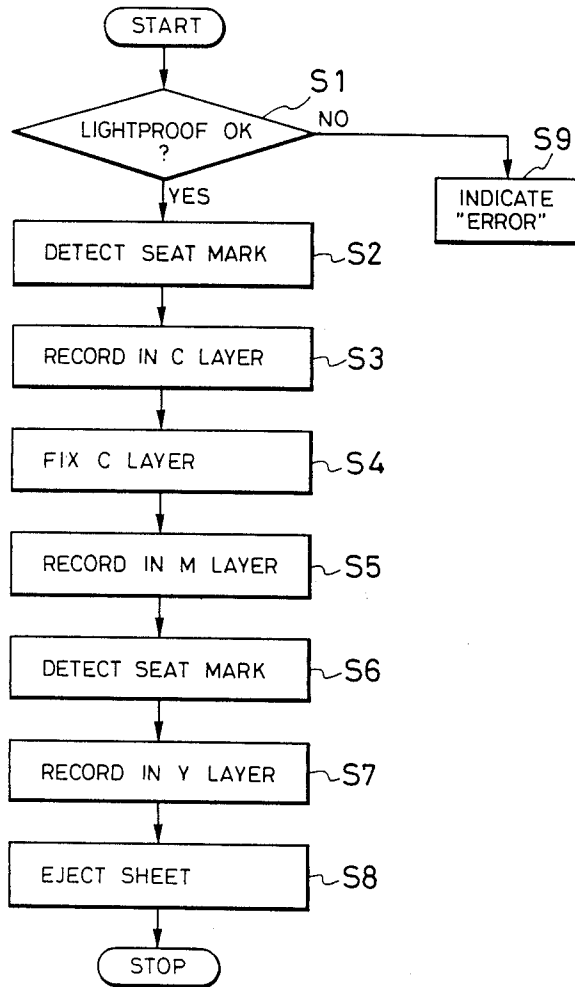 START
S1
LIGHTPROOF OK
?
NO
YES
S9
INDICATE
"ERROR"
DETECT SEAT MARK
S2
RECORD IN C LAYER
S3
FIX C LAYER
S4
RECORD IN M LAYER
S5
DETECT SEAT MARK
S6
RECORD IN Y LAYER
S7
EJECT SHEET
S8
STOP